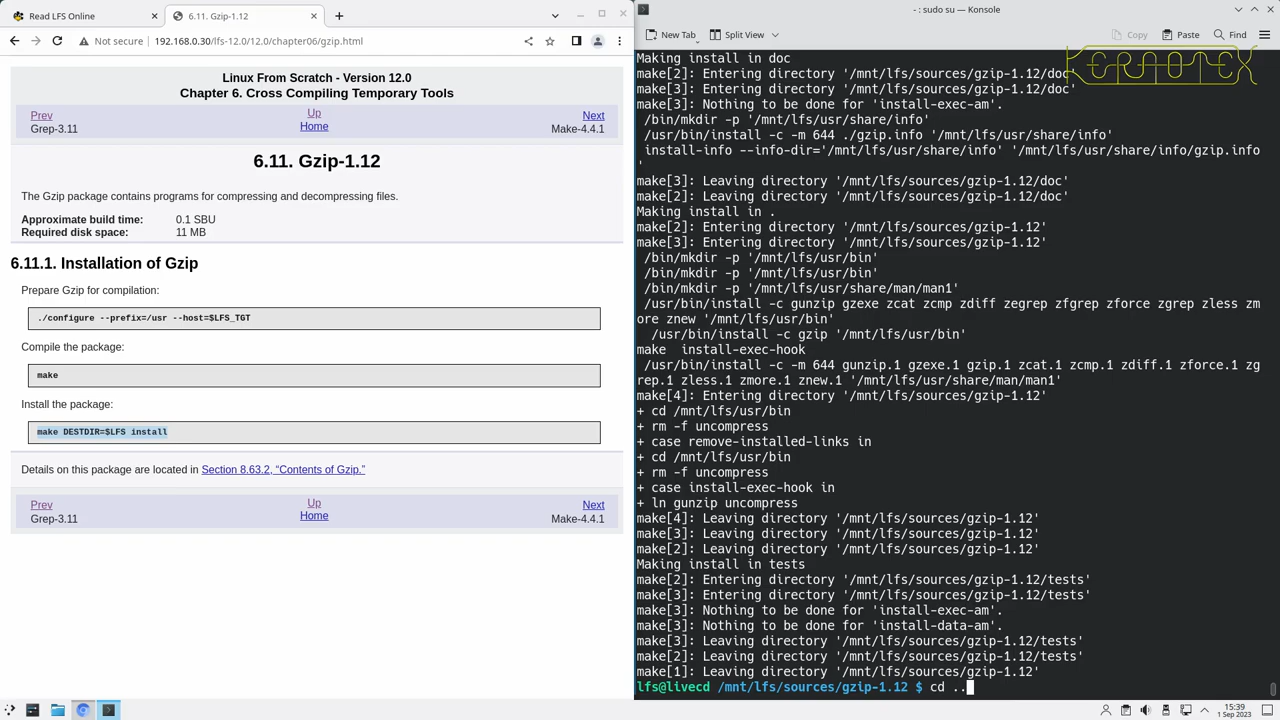 Read LFS Online
6.11. Gzip-1.12
Not secure
192.168.0.30/lfs-12.0/12.0/chapter06/gzip.html
Linux From Scratch - Version 12.0
Chapter 6. Cross Compiling Temporary Tools
Prev
Up
Next
Grep-3.11
Home
Make-4.4.1
6.11. Gzip-1.12
The Gzip package contains programs for compressing and decompressing files.
Approximate build time: 0.1 SBU
Required disk space: 11 MB
6.11.1. Installation of Gzip
Prepare Gzip for compilation:
./configure --prefix=/usr --host=$LFS_TGT
Compile the package:
make
Install the package:
make DESTDIR=$LFS install
Details on this package are located in Section 8.63.2, “Contents of Gzip.”
Prev
Up
Next
Grep-3.11
Home
Make-4.4.1
- : sudo su — Konsole
New Tab
Split View
Copy
Paste
Find
KERNOTEX
Making install in doc
make[2]: Entering directory '/mnt/lfs/sources/gzip-1.12/doc'
make[3]: Entering directory '/mnt/lfs/sources/gzip-1.12/doc'
make[3]: Nothing to be done for 'install-exec-am'.
/bin/mkdir -p '/mnt/lfs/usr/share/info'
/usr/bin/install -c -m 644 ./gzip.info '/mnt/lfs/usr/share/info'
install-info --info-dir='/mnt/lfs/usr/share/info' '/mnt/lfs/usr/share/info/gzip.info
'
make[3]: Leaving directory '/mnt/lfs/sources/gzip-1.12/doc'
make[2]: Leaving directory '/mnt/lfs/sources/gzip-1.12/doc'
Making install in .
make[2]: Entering directory '/mnt/lfs/sources/gzip-1.12'
make[3]: Entering directory '/mnt/lfs/sources/gzip-1.12'
/bin/mkdir -p '/mnt/lfs/usr/bin'
/bin/mkdir -p '/mnt/lfs/usr/bin'
/bin/mkdir -p '/mnt/lfs/usr/share/man/man1'
/usr/bin/install -c gunzip gzexe zcat zcmp zdiff zegrep zfgrep zforce zgrep zless zm
ore znew '/mnt/lfs/usr/bin'
/usr/bin/install -c gzip '/mnt/lfs/usr/bin'
make  install-exec-hook
/usr/bin/install -c -m 644 gunzip.1 gzexe.1 gzip.1 zcat.1 zcmp.1 zdiff.1 zforce.1 zg
rep.1 zless.1 zmore.1 znew.1 '/mnt/lfs/usr/share/man/man1'
make[4]: Entering directory '/mnt/lfs/sources/gzip-1.12'
+ cd /mnt/lfs/usr/bin
+ rm -f uncompress
+ case remove-installed-links in
+ cd /mnt/lfs/usr/bin
+ rm -f uncompress
+ case install-exec-hook in
+ ln gunzip uncompress
make[4]: Leaving directory '/mnt/lfs/sources/gzip-1.12'
make[3]: Leaving directory '/mnt/lfs/sources/gzip-1.12'
make[2]: Leaving directory '/mnt/lfs/sources/gzip-1.12'
Making install in tests
make[2]: Entering directory '/mnt/lfs/sources/gzip-1.12/tests'
make[3]: Entering directory '/mnt/lfs/sources/gzip-1.12/tests'
make[3]: Nothing to be done for 'install-exec-am'.
make[3]: Nothing to be done for 'install-data-am'.
make[3]: Leaving directory '/mnt/lfs/sources/gzip-1.12/tests'
make[2]: Leaving directory '/mnt/lfs/sources/gzip-1.12/tests'
make[1]: Leaving directory '/mnt/lfs/sources/gzip-1.12'
lfs@livecd /mnt/lfs/sources/gzip-1.12 $ cd ..
15:39
1 Sep 2023